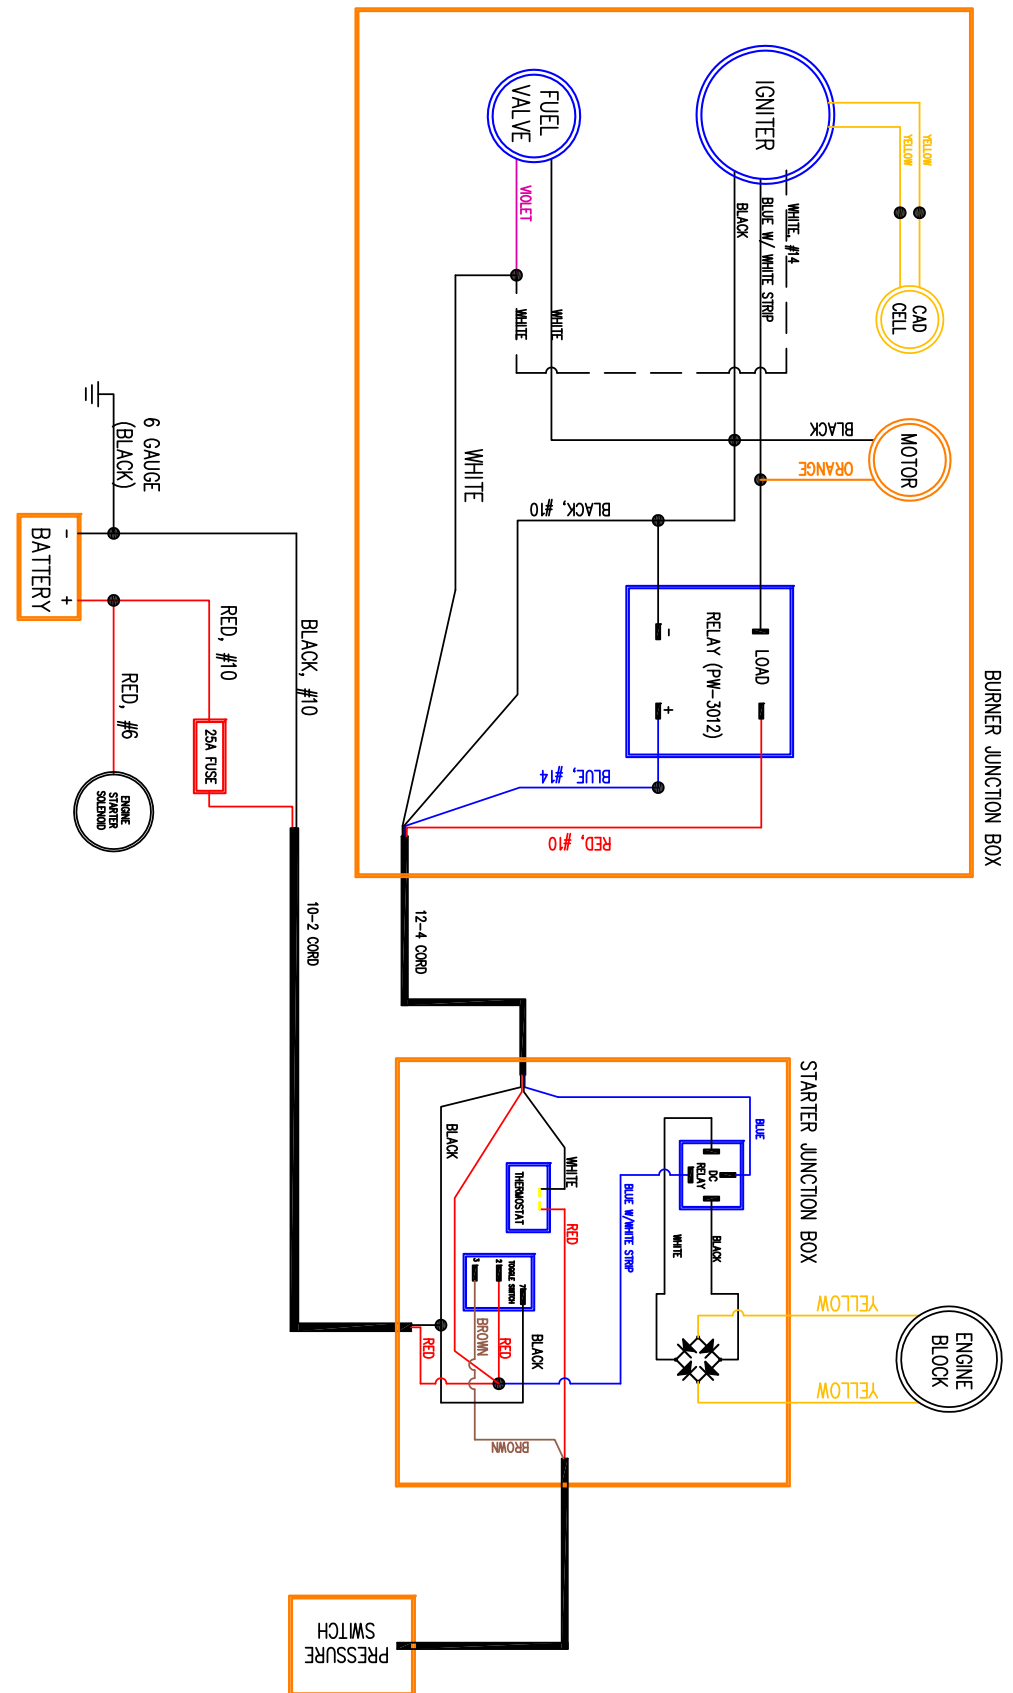 BURNER JUNCTION BOX
IGNITER
FUEL
VALVE
YELLOW
YELLOW
CAD
CELL
MOTOR
WHITE, #14
BLUE W/ WHITE STRIP
BLACK
VIOLET
WHITE
WHITE
BLACK
ORANGE
WHITE
BLACK, #10
RELAY (PW-3012)
LOAD
-
+
BLUE, #14
RED, #10
6 GAUGE
(BLACK)
BATTERY
-
+
RED, #10
BLACK, #10
RED, #6
25A FUSE
ENGINE
STARTER
SOLENOID
10-2 CORD
12-4 CORD
STARTER JUNCTION BOX
BLUE
DC
RELAY
BLACK
WHITE
THERMOSTAT
WHITE
RED
BLUE W/WHITE STRIP
BLACK
TOGGLE SWITCH
7
2
3
BLACK
RED
BROWN
RED
BROWN
YELLOW
YELLOW
ENGINE
BLOCK
PRESSURE
SWITCH